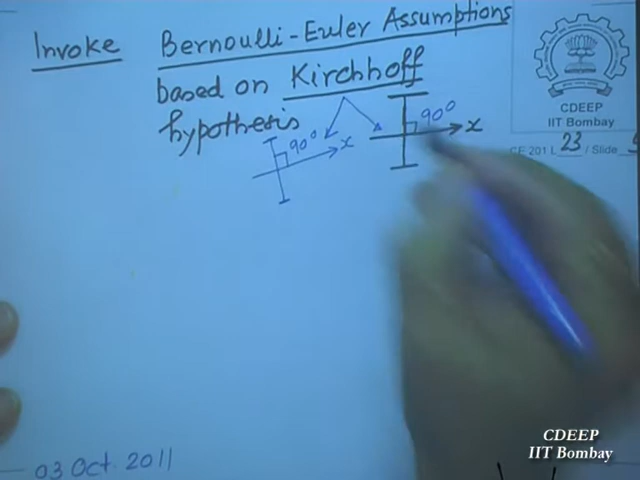 Invoke Bernoulli-Euler Assumptions
based on Kirchhoff
hypothesis
90° x
90° x
CDEEP
IIT Bombay
CE 201 L 23 / Slide
03 Oct. 2011
CDEEP
IIT Bombay